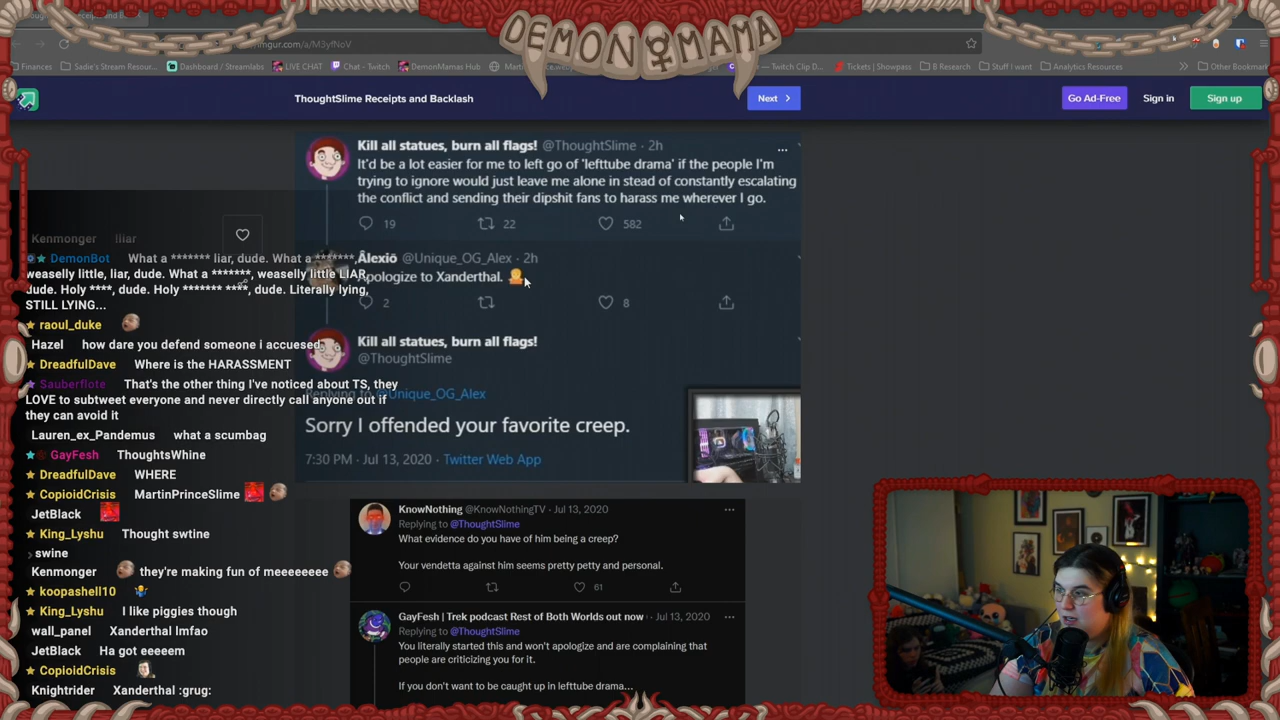 DEMON MAMA
imgur.com/a/M3yfNoV
Finances
Sadie's Stream Resour...
Dashboard / Streamlabs
LIVE CHAT
Chat - Twitch
DemonMamas Hub
Twitch Clip D...
Tickets | Showpass
B Research
Stuff I want
Analytics Resources
Other Bookmark
ThoughtSlime Receipts and Backlash
Next
Go Ad-Free
Sign in
Sign up
Kill all statues, burn all flags! @ThoughtSlime · 2h
It'd be a lot easier for me to left go of 'lefttube drama' if the people I'm
trying to ignore would just leave me alone in stead of constantly escalating
the conflict and sending their dipshit fans to harass me wherever I go.
19 22 582
Âlexiō @Unique_OG_Alex · 2h
Apologize to Xanderthal.
2 8
Kill all statues, burn all flags!
@ThoughtSlime
Replying to @Unique_OG_Alex
Sorry I offended your favorite creep.
7:30 PM · Jul 13, 2020 · Twitter Web App
KnowNothing @KnowNothingTV · Jul 13, 2020
Replying to @ThoughtSlime
What evidence do you have of him being a creep?
Your vendetta against him seems pretty petty and personal.
61
GayFesh | Trek podcast Rest of Both Worlds out now · Jul 13, 2020
Replying to @ThoughtSlime
You literally started this and won't apologize and are complaining that
people are criticizing you for it.
If you don't want to be caught up in lefttube drama...
Kenmonger !liar
DemonBot What a ******* liar, dude. What a *******,
weaselly little, liar, dude. What a *******, weaselly little LIAR,
dude. Holy ****, dude. Holy ******* ****, dude. Literally lying,
STILL LYING...
raoul_duke
Hazel how dare you defend someone i accuesed
DreadfulDave Where is the HARASSMENT
Sauberflote That's the other thing I've noticed about TS, they
LOVE to subtweet everyone and never directly call anyone out if
they can avoid it
Lauren_ex_Pandemus what a scumbag
GayFesh ThoughtsWhine
DreadfulDave WHERE
CopioidCrisis MartinPrinceSlime
JetBlack
King_Lyshu Thought swtine
swine
Kenmonger they're making fun of meeeeeee
koopashell10
King_Lyshu I like piggies though
wall_panel Xanderthal lmfao
JetBlack Ha got eeeeem
CopioidCrisis
Knightrider Xanderthal :grug: